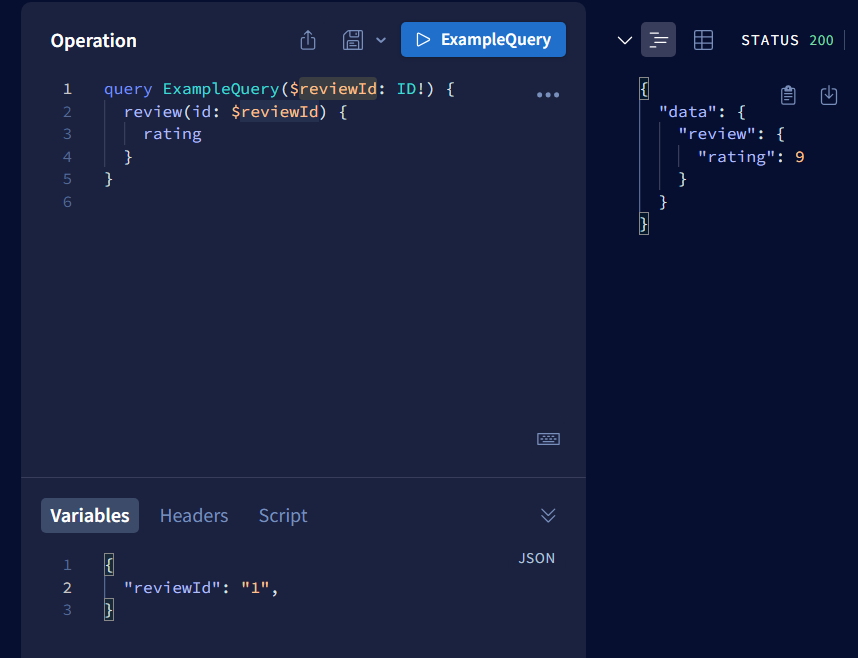 Operation
ExampleQuery
1 query ExampleQuery($reviewId: ID!) {
2 review(id: $reviewId) {
3 rating
4 }
5 }
6
Variables Headers Script
JSON
1 {
2 "reviewId": "1",
3 }
STATUS 200
{
"data": {
"review": {
"rating": 9
}
}
}